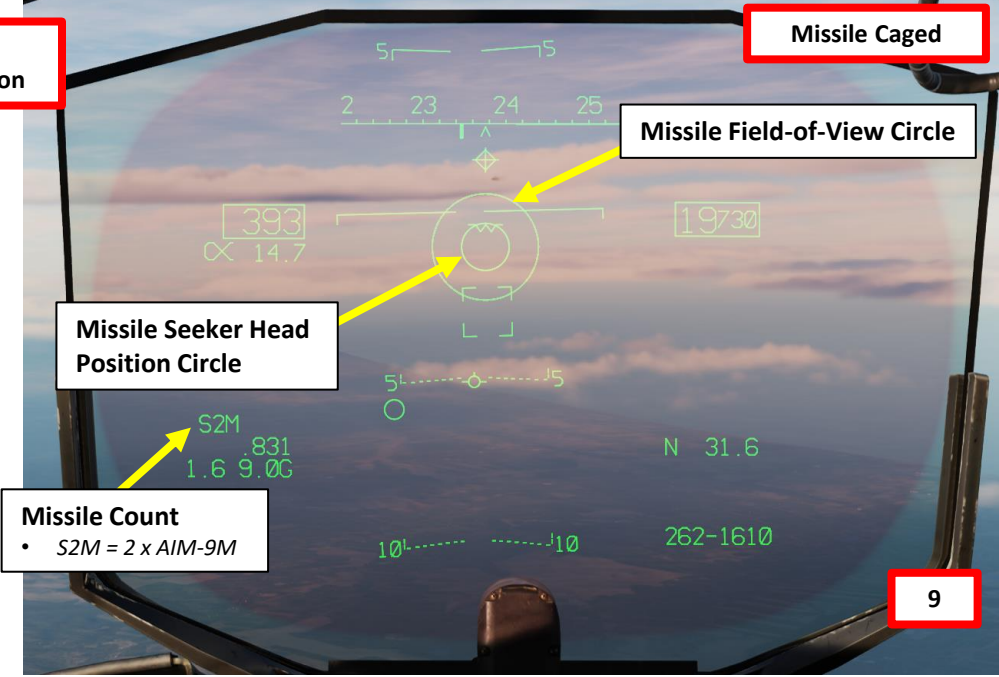 on
Missile Caged
5 5
2 23 24 25
Missile Field-of-View Circle
393
19730
α 14.7
Missile Seeker Head
Position Circle
5 5
S2M
.831
1.6 9.0G
N 31.6
Missile Count
• S2M = 2 x AIM-9M
10 10
262-1610
9